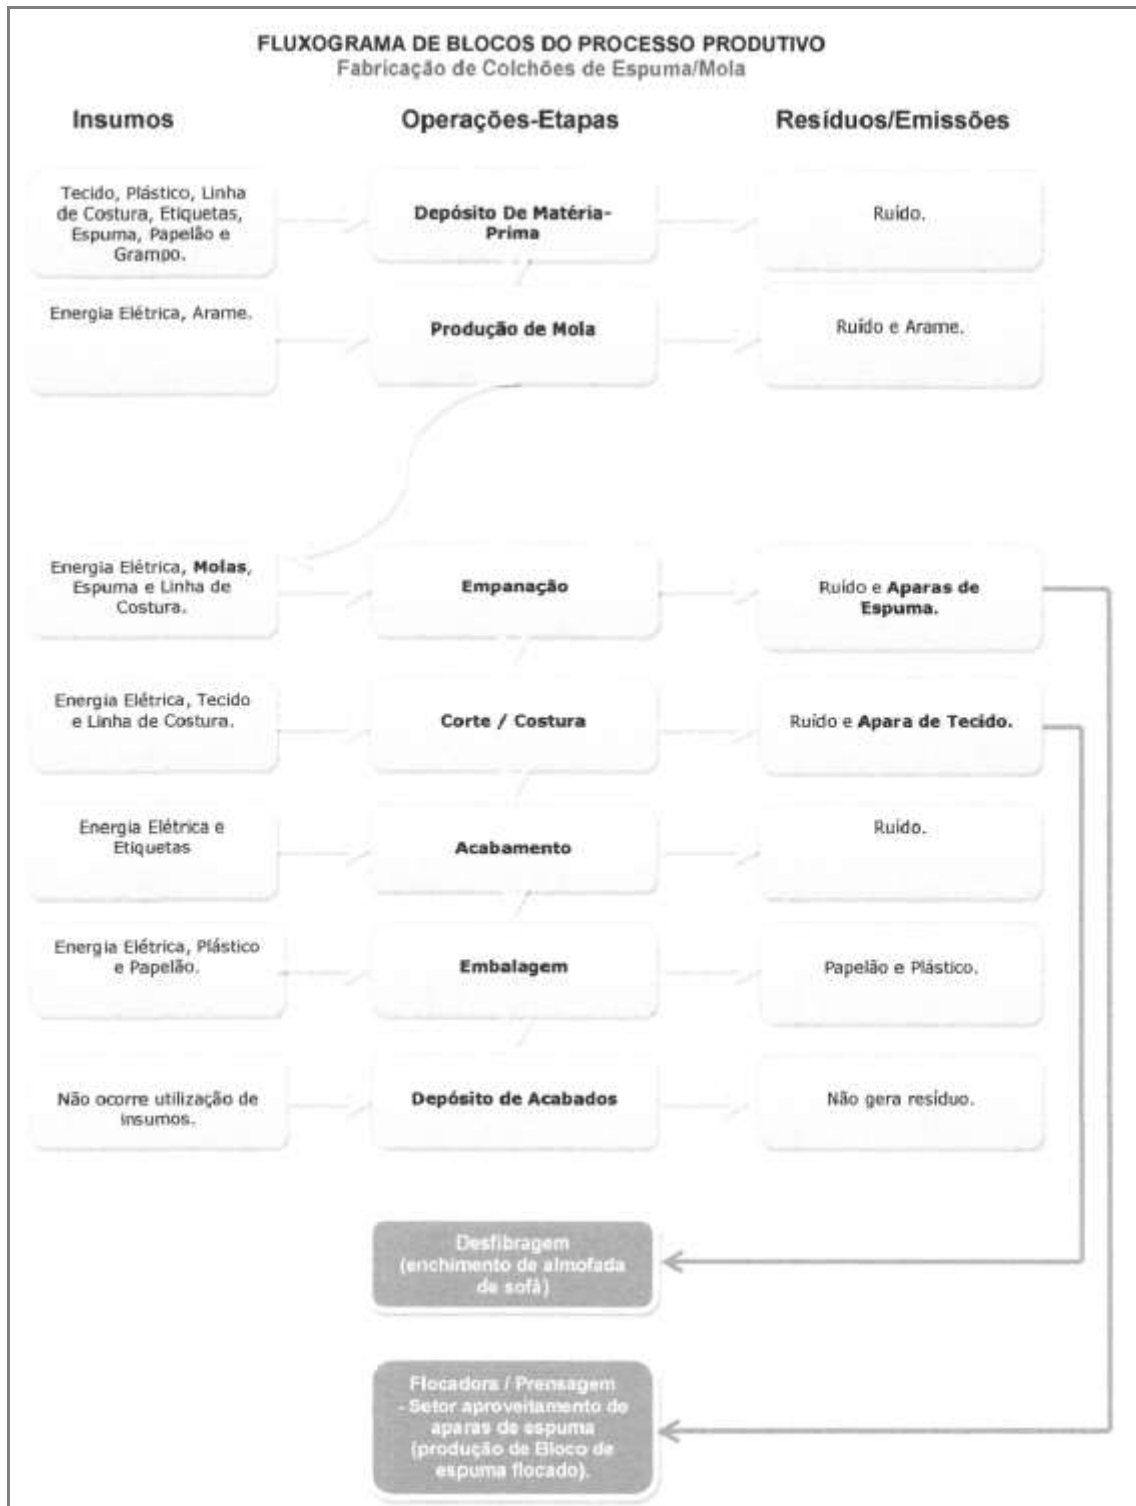 FLUXOGRAMA DE BLOCOS DO PROCESSO PRODUTIVO
Fabricação de Colchões de Espuma/Mola
Insumos
Operações-Etapas
Resíduos/Emissões
Tecido, Plástico, Linha
de Costura, Etiquetas,
Espuma, Papelão e
Grampo.
Depósito De Matéria-
Prima
Ruído.
Energia Elétrica, Arame.
Produção de Mola
Ruído e Arame.
Energia Elétrica, Molas,
Espuma e Linha de
Costura.
Empanação
Ruído e Aparas de
Espuma.
Energia Elétrica, Tecido
e Linha de Costura.
Corte / Costura
Ruído e Apara de Tecido.
Energia Elétrica e
Etiquetas
Acabamento
Ruído.
Energia Elétrica, Plástico
e Papelão.
Embalagem
Papelão e Plástico.
Não ocorre utilização de
insumos.
Depósito de Acabados
Não gera resíduo.
Desfibragem
(enchimento de almofada
de sofá)
Flocadora / Prensagem
- Setor aproveitamento de
aparas de espuma
(produção de Bloco de
espuma flocado).